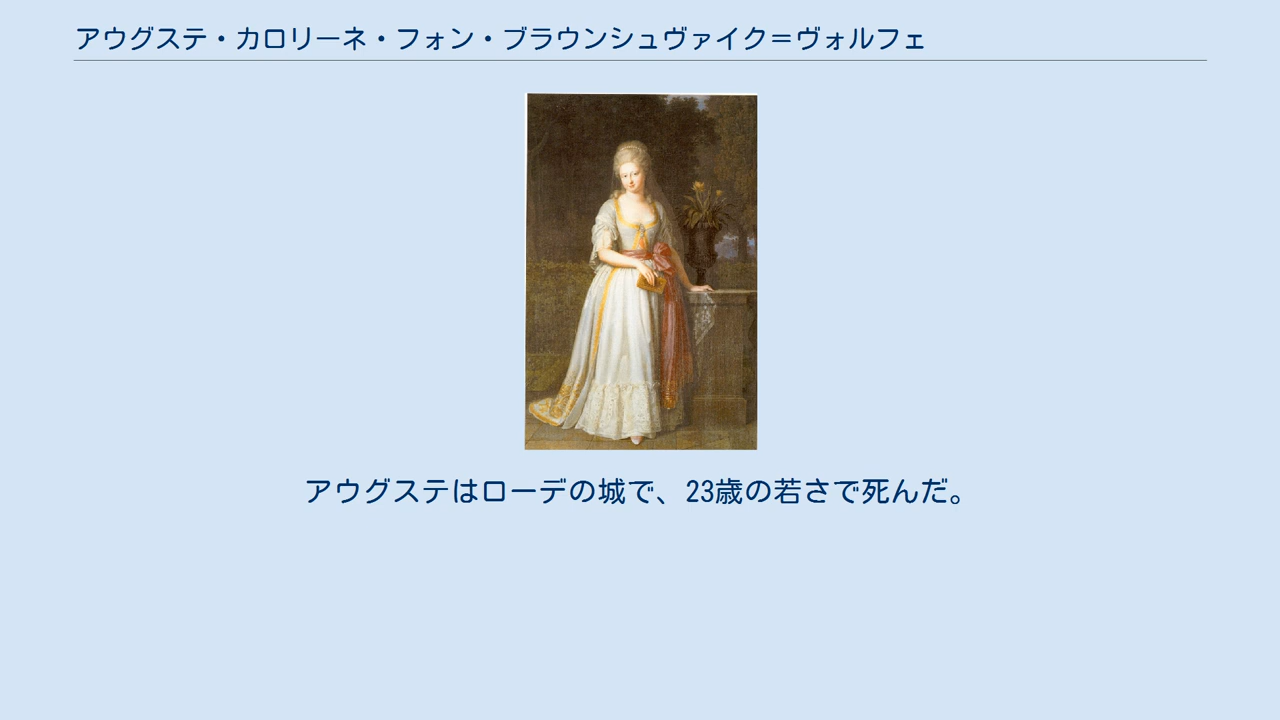 アウグステ・カロリーネ・フォン・ブラウンシュヴァイク＝ヴォルフェ
アウグステはローデの城で、23歳の若さで死んだ。